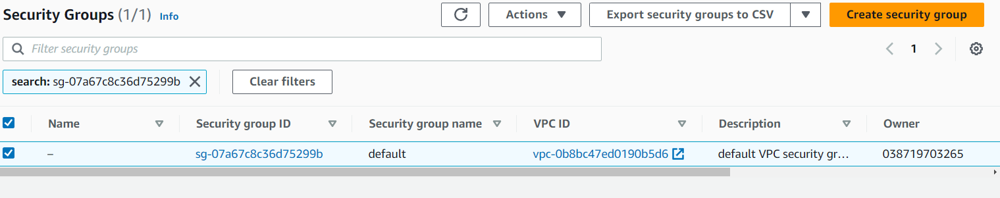 Security Groups (1/1) Info
Actions
Export security groups to CSV
Create security group
Filter security groups
1
search: sg-07a67c8c36d75299b
Clear filters
Name Security group ID Security group name VPC ID Description Owner
– sg-07a67c8c36d75299b default vpc-0b8bc47ed0190b5d6 default VPC security gr... 038719703265